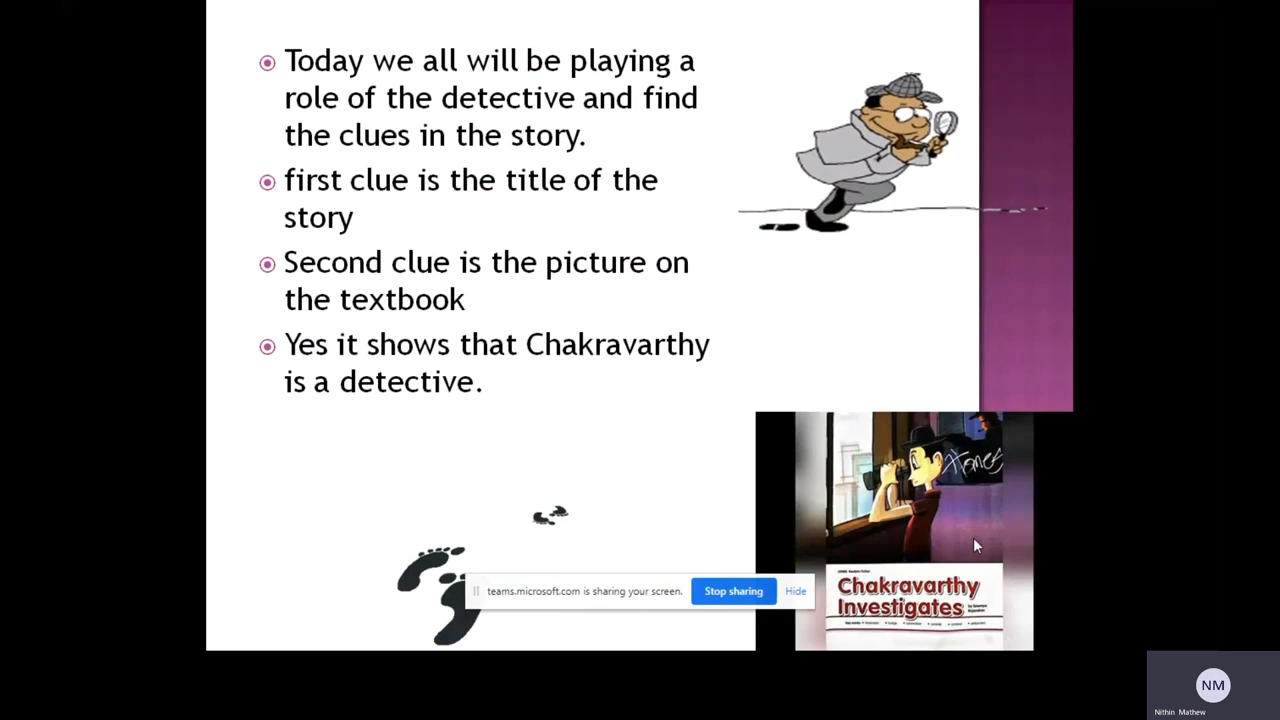 Today we all will be playing a
role of the detective and find
the clues in the story.
first clue is the title of the
story
Second clue is the picture on
the textbook
Yes it shows that Chakravarthy
is a detective.
teams.microsoft.com is sharing your screen.
Stop sharing
Hide
Chakravarthy
Investigates
NM
Nithin Mathew